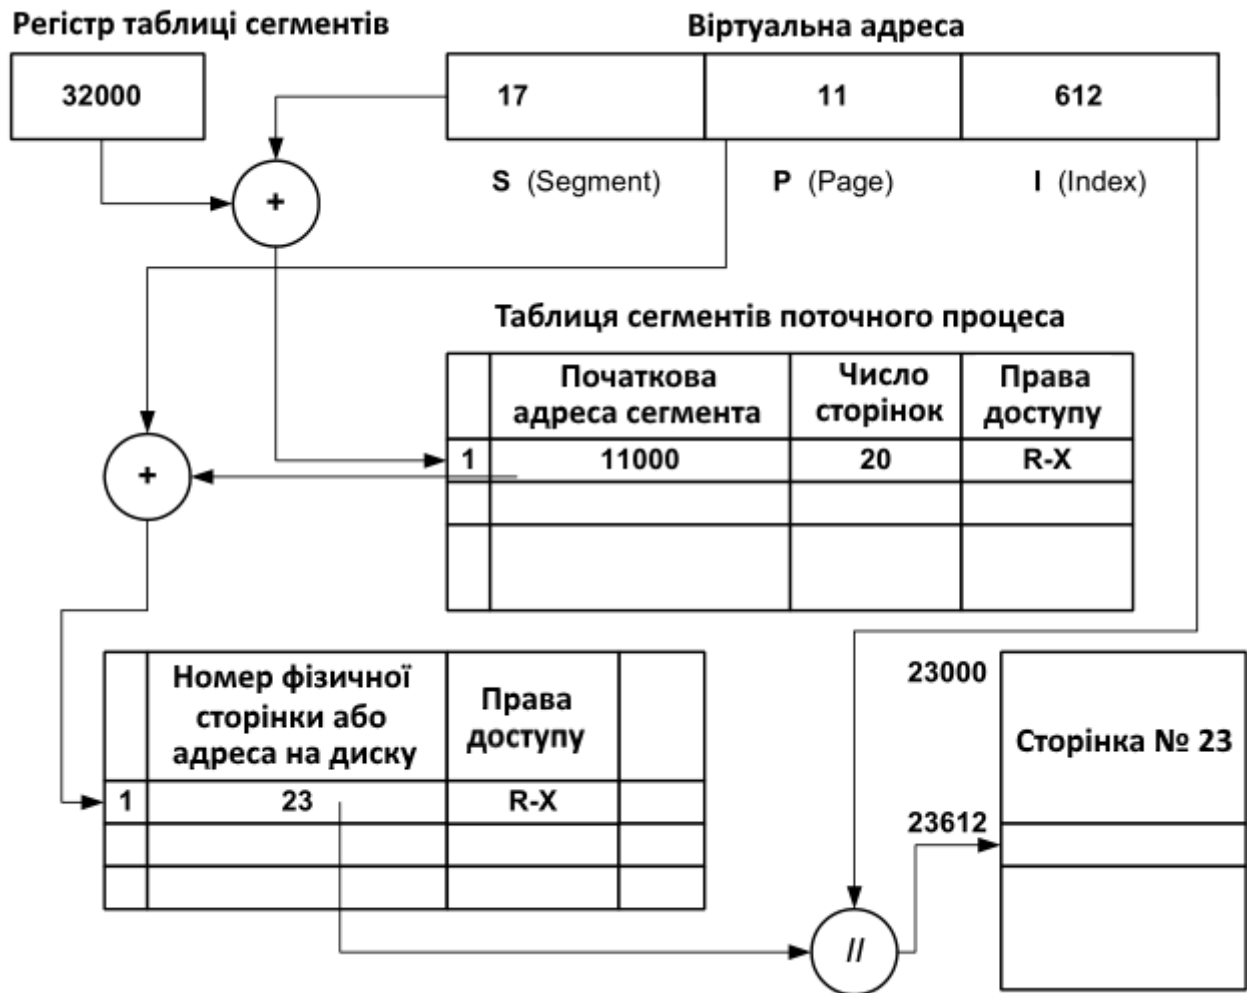 Регістр таблиці сегментів
Віртуальна адреса
32000
17
11
612
S (Segment)
P (Page)
I (Index)
+
Таблиця сегментів поточного процеса
Початкова
адреса сегмента
Число
сторінок
Права
доступу
1
11000
20
R-X
+
Номер фізичної
сторінки або
адреса на диску
Права
доступу
1
23
R-X
23000
Сторінка № 23
23612
//